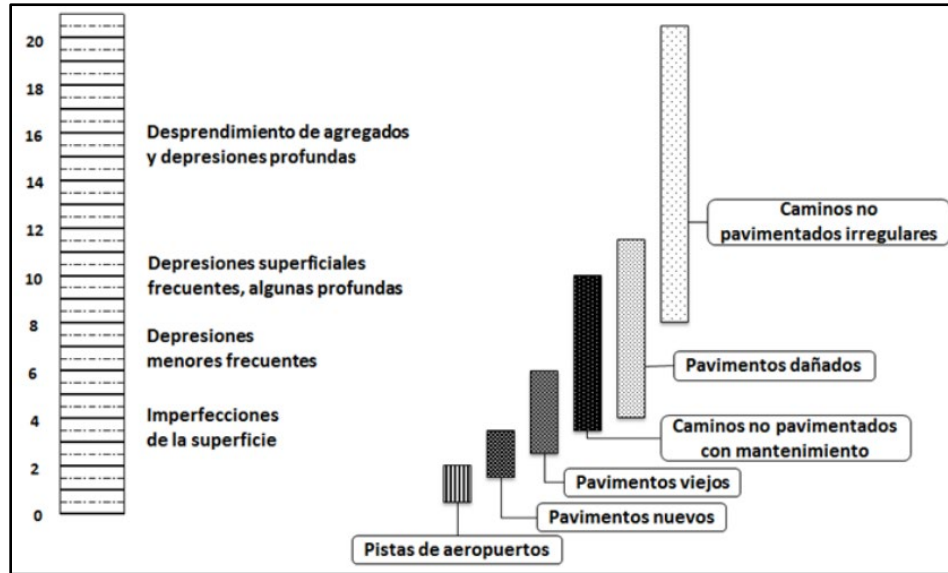 20
18
16
14
12
10
8
6
4
2
0
Desprendimiento de agregados
y depresiones profundas
Depresiones superficiales
frecuentes, algunas profundas
Depresiones
menores frecuentes
Imperfecciones
de la superficie
Caminos no
pavimentados irregulares
Pavimentos dañados
Caminos no pavimentados
con mantenimiento
Pavimentos viejos
Pavimentos nuevos
Pistas de aeropuertos